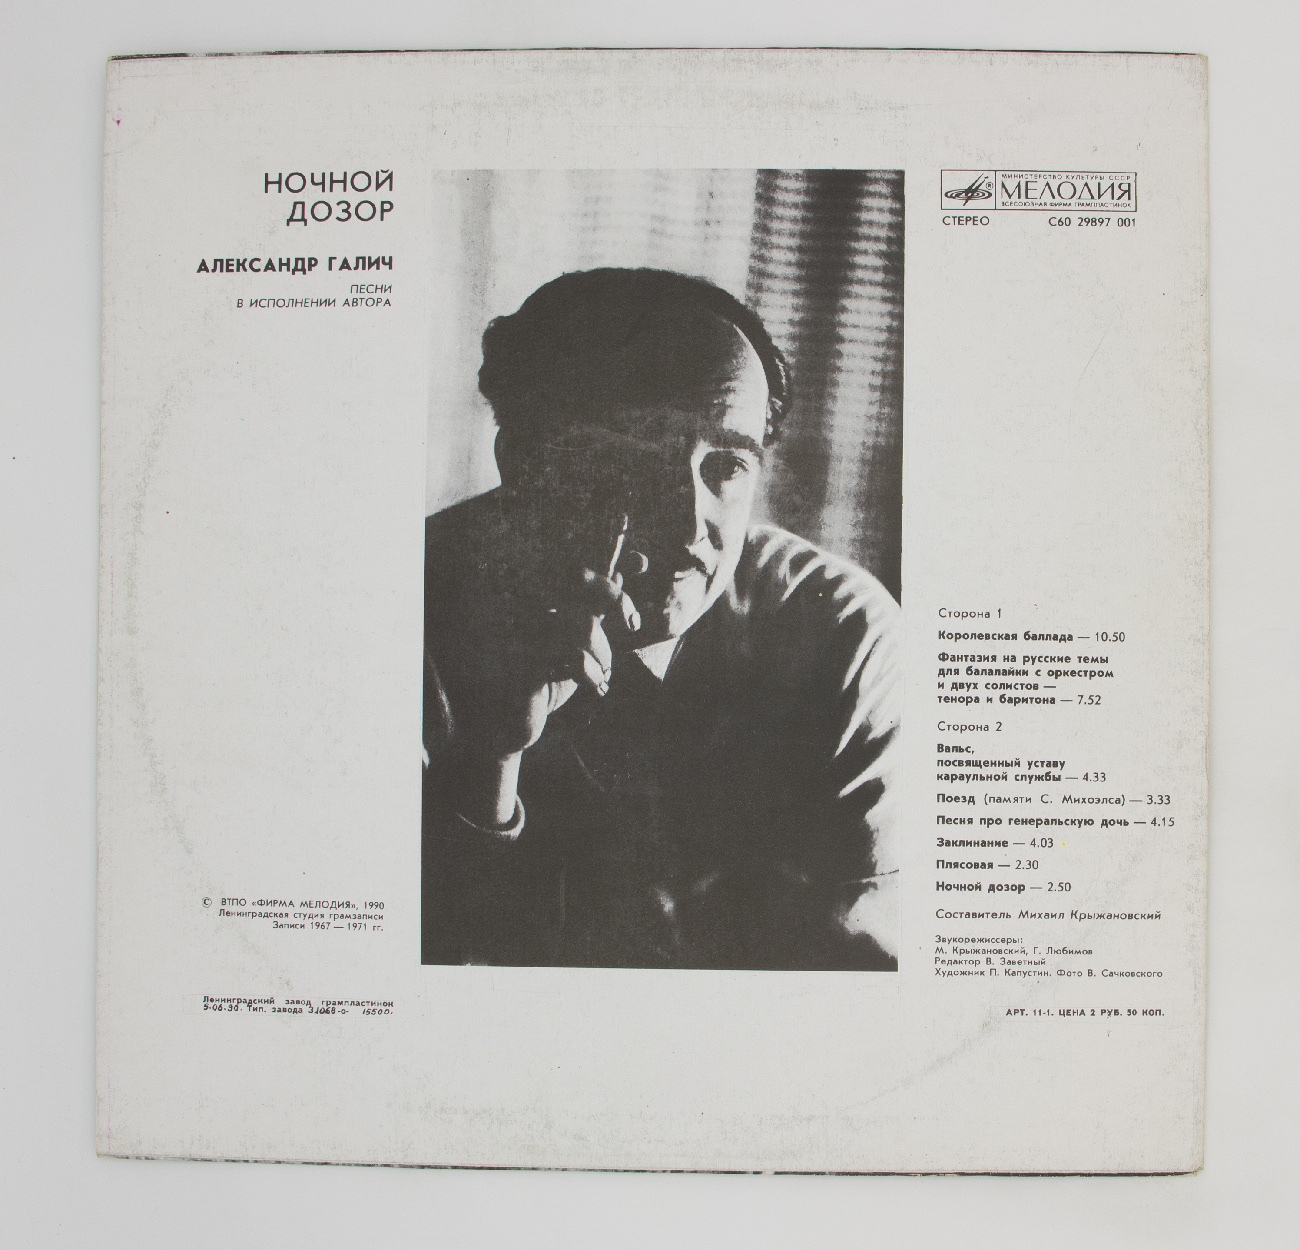 НОЧНОЙ
ДОЗОР
АЛЕКСАНДР ГАЛИЧ
ПЕСНИ
В ИСПОЛНЕНИИ АВТОРА
МИНИСТЕРСТВО КУЛЬТУРЫ СССР
МЕЛОДИЯ
ВСЕСОЮЗНАЯ ФИРМА ГРАМПЛАСТИНОК
СТЕРЕО С60 29897 001
Сторона 1
Королевская баллада — 10.50
Фантазия на русские темы
для балалайки с оркестром
и двух солистов —
тенора и баритона — 7.52
Сторона 2
Вальс,
посвященный уставу
караульной службы — 4.33
Поезд (памяти С. Михоэлса) — 3.33
Песня про генеральскую дочь — 4.15
Заклинание — 4.03
Плясовая — 2.30
Ночной дозор — 2.50
Составитель Михаил Крыжановский
Звукорежиссеры:
М. Крыжановский, Г. Любимов
Редактор В. Заветный
Художник П. Капустин. Фото В. Сачковского
© ВТПО «ФИРМА МЕЛОДИЯ», 1990
Ленинградская студия грамзаписи
Записи 1967 — 1971 гг.
Ленинградский завод грампластинок
Тип. завода 15500.
АРТ. 11-1. ЦЕНА 2 РУБ. 50 КОП.